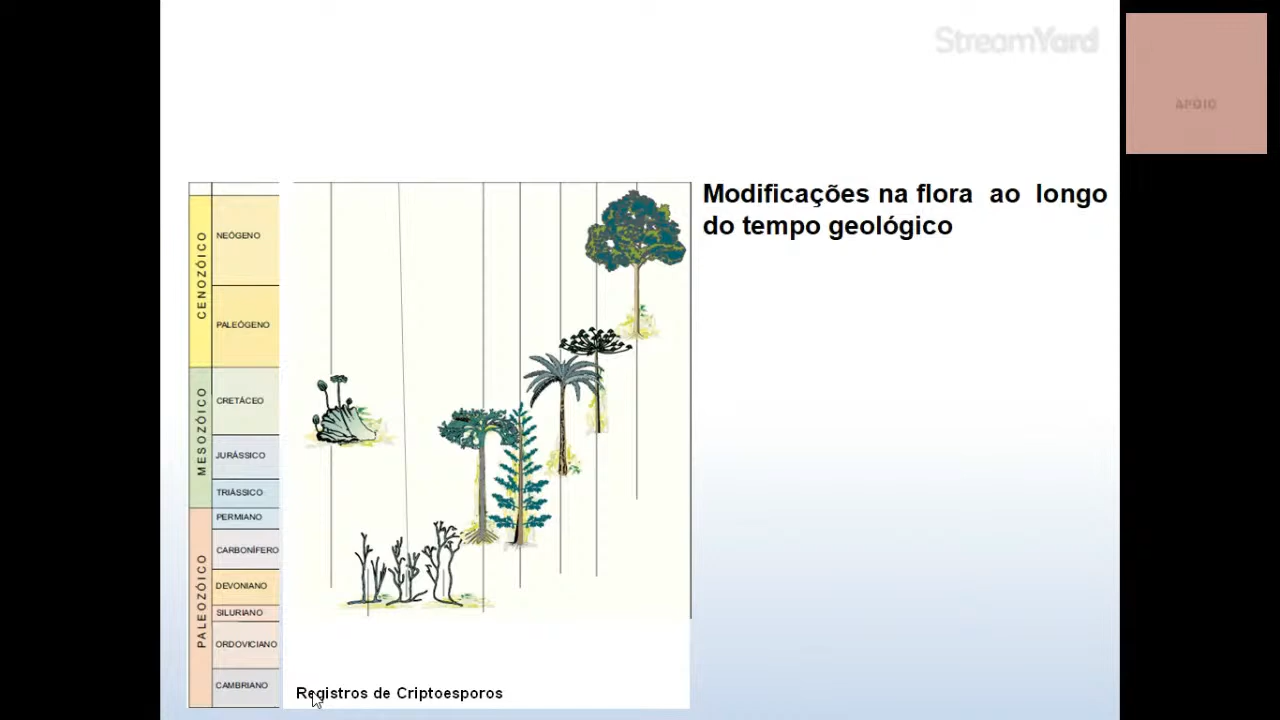 StreamYard
APOIO
Modificações na flora ao longo
do tempo geológico
CENOZÓICO
NEÓGENO
PALEÓGENO
MESOZÓICO
CRETÁCEO
JURÁSSICO
TRIÁSSICO
PALEOZÓICO
PERMIANO
CARBONÍFERO
DEVONIANO
SILURIANO
ORDOVICIANO
CAMBRIANO
Registros de Criptoesporos